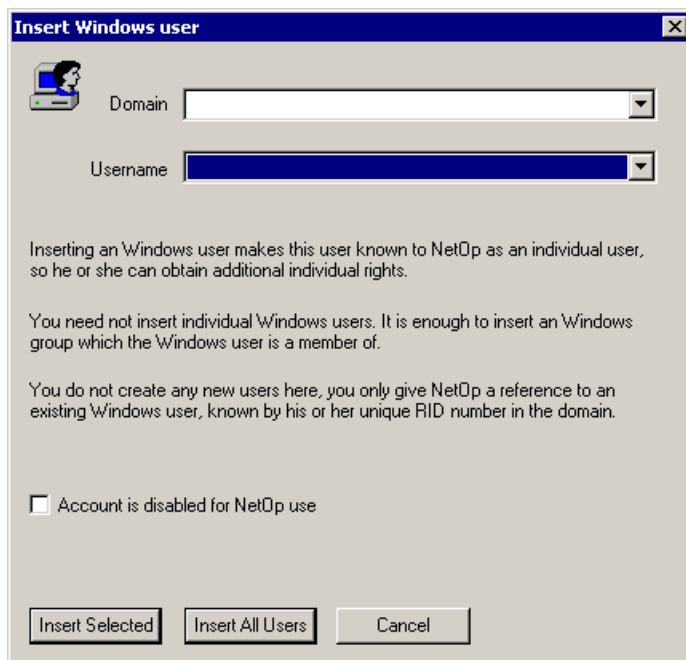 Insert Windows user
Domain
Username
Inserting an Windows user makes this user known to NetOp as an individual user,
so he or she can obtain additional individual rights.
You need not insert individual Windows users. It is enough to insert an Windows
group which the Windows user is a member of.
You do not create any new users here, you only give NetOp a reference to an
existing Windows user, known by his or her unique RID number in the domain.
Account is disabled for NetOp use
Insert Selected
Insert All Users
Cancel